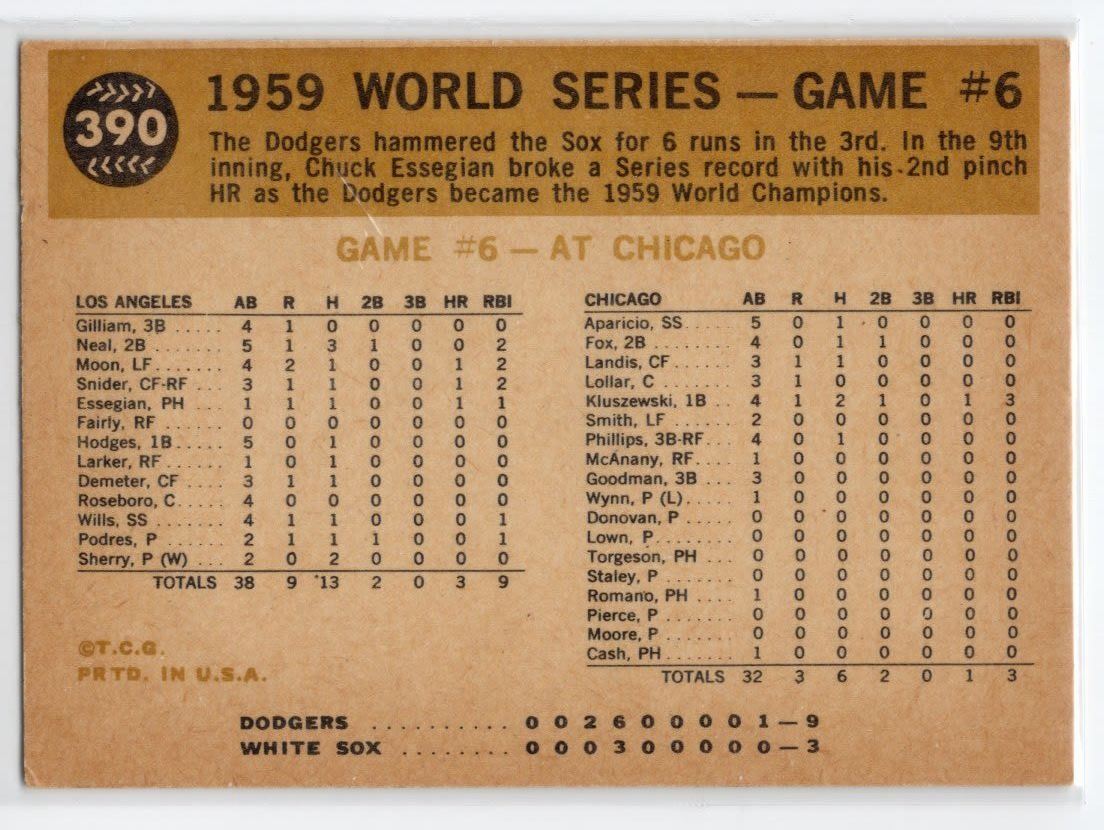 390
1959 WORLD SERIES — GAME #6
The Dodgers hammered the Sox for 6 runs in the 3rd. In the 9th
inning, Chuck Essegian broke a Series record with his 2nd pinch
HR as the Dodgers became the 1959 World Champions.
GAME #6 — AT CHICAGO
LOS ANGELES AB R H 2B 3B HR RBI
Gilliam, 3B ..... 4 1 0 0 0 0 0
Neal, 2B ....... 5 1 3 1 0 0 2
Moon, LF ....... 4 2 1 0 0 1 2
Snider, CF-RF ... 3 1 1 0 0 1 2
Essegian, PH ... 1 1 1 0 0 1 1
Fairly, RF ...... 0 0 0 0 0 0 0
Hodges, 1B ..... 5 0 1 0 0 0 0
Larker, RF ...... 1 0 1 0 0 0 0
Demeter, CF .... 3 1 1 0 0 0 0
Roseboro, C ..... 4 0 0 0 0 0 0
Wills, SS ....... 4 1 1 0 0 0 1
Podres, P ...... 2 1 1 1 0 0 1
Sherry, P (W) ... 2 0 2 0 0 0 0
TOTALS 38 9 13 2 0 3 9
CHICAGO AB R H 2B 3B HR RBI
Aparicio, SS ..... 5 0 1 0 0 0 0
Fox, 2B ........ 4 0 1 1 0 0 0
Landis, CF ...... 3 1 1 0 0 0 0
Lollar, C ....... 3 1 0 0 0 0 0
Kluszewski, 1B .. 4 1 2 1 0 1 3
Smith, LF ...... 2 0 0 0 0 0 0
Phillips, 3B-RF ... 4 0 1 0 0 0 0
McAnany, RF .... 1 0 0 0 0 0 0
Goodman, 3B ... 3 0 0 0 0 0 0
Wynn, P (L) ..... 1 0 0 0 0 0 0
Donovan, P ..... 0 0 0 0 0 0 0
Lown, P ........ 0 0 0 0 0 0 0
Torgeson, PH ... 0 0 0 0 0 0 0
Staley, P ....... 0 0 0 0 0 0 0
Romano, PH .... 1 0 0 0 0 0 0
Pierce, P ....... 0 0 0 0 0 0 0
Moore, P ....... 0 0 0 0 0 0 0
Cash, PH ....... 1 0 0 0 0 0 0
TOTALS 32 3 6 2 0 1 3
©T.C.G.
PRTD. IN U.S.A.
DODGERS .......... 0 0 2 6 0 0 0 0 1 — 9
WHITE SOX ........ 0 0 0 3 0 0 0 0 0 — 3